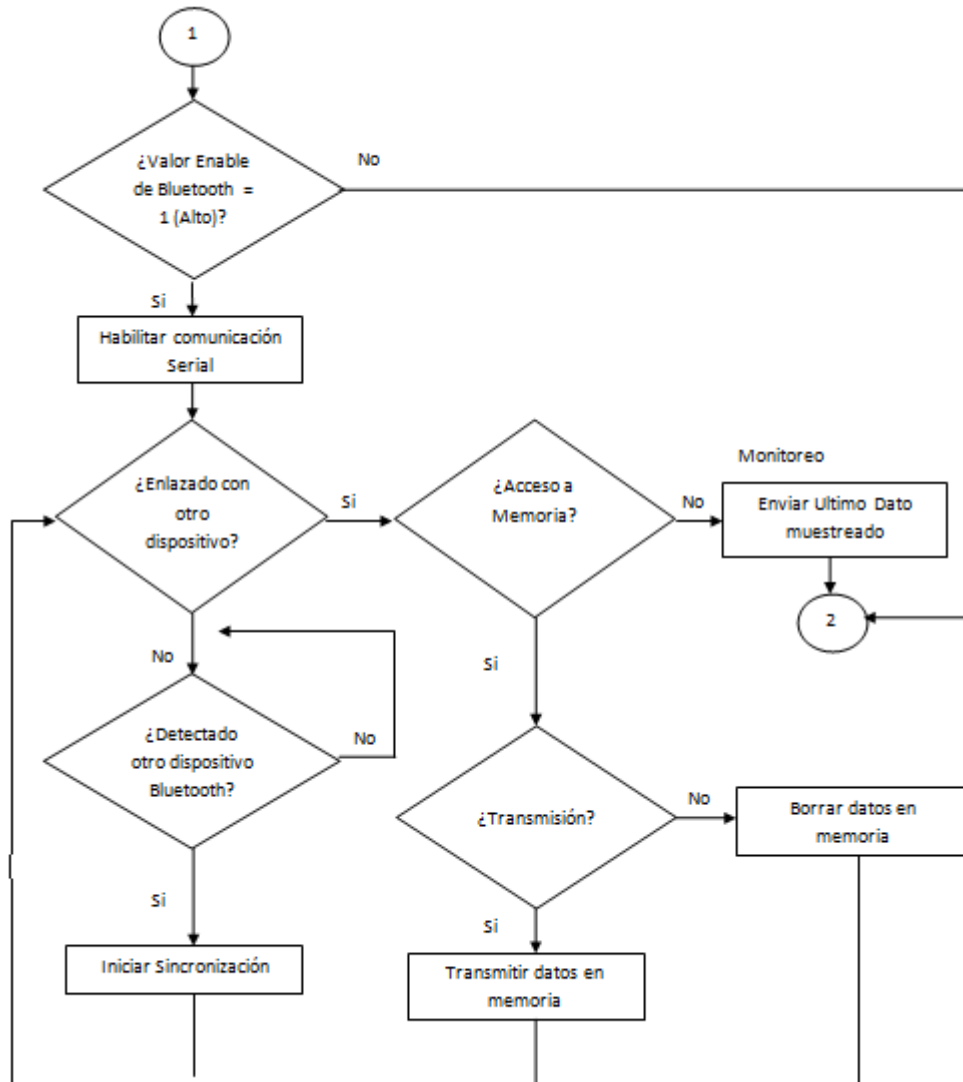 1
¿Valor Enable
de Bluetooth =
1 (Alto)?
No
Si
Habilitar comunicación
Serial
¿Enlazado con
otro
dispositivo?
Si
¿Acceso a
Memoria?
No
Monitoreo
Enviar Ultimo Dato
muestreado
2
No
Si
¿Detectado
otro dispositivo
Bluetooth?
No
¿Transmisión?
No
Borrar datos en
memoria
Si
Si
Iniciar Sincronización
Transmitir datos en
memoria